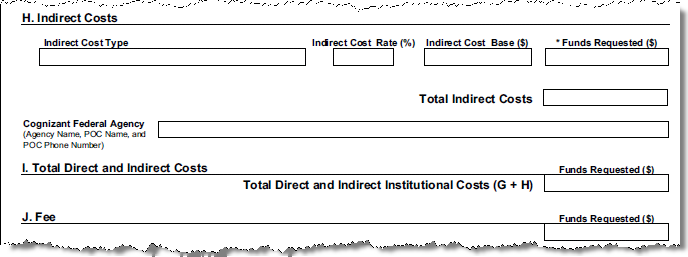 H. Indirect Costs
Indirect Cost Type Indirect Cost Rate (%) Indirect Cost Base ($) * Funds Requested ($)
Total Indirect Costs
Cognizant Federal Agency
(Agency Name, POC Name, and
POC Phone Number)
I. Total Direct and Indirect Costs Funds Requested ($)
Total Direct and Indirect Institutional Costs (G + H)
J. Fee Funds Requested ($)